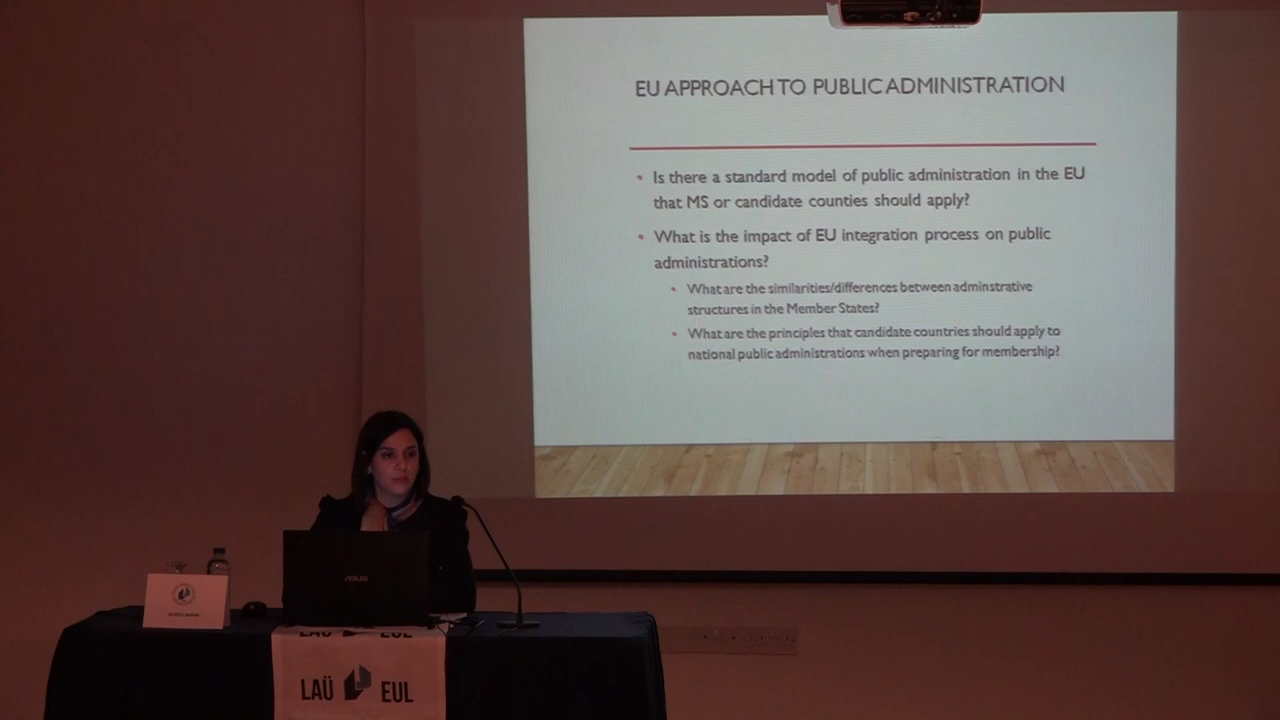 EU APPROACH TO PUBLIC ADMINISTRATION
• Is there a standard model of public administration in the EU
that MS or candidate counties should apply?
• What is the impact of EU integration process on public
administrations?
• What are the similarities/differences between adminstrative
structures in the Member States?
• What are the principles that candidate countries should apply to
national public administrations when preparing for membership?
ASUS
LAÜ EUL
LAÜ EUL